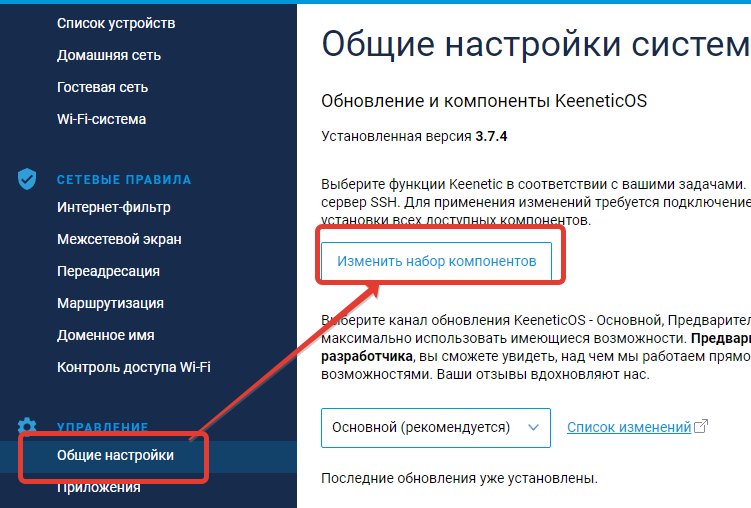 Список устройств
Домашняя сеть
Гостевая сеть
Wi-Fi-система
СЕТЕВЫЕ ПРАВИЛА
Интернет-фильтр
Межсетевой экран
Переадресация
Маршрутизация
Доменное имя
Контроль доступа Wi-Fi
УПРАВЛЕНИЕ
Общие настройки
Приложения
Общие настройки систем
Обновление и компоненты KeeneticOS
Установленная версия 3.7.4
Выберите функции Keenetic в соответствии с вашими задачами.
сервер SSH. Для применения изменений требуется подключение
установки всех доступных компонентов.
Изменить набор компонентов
Выберите канал обновления KeeneticOS - Основной, Предварител
максимально использовать имеющиеся возможности. Предвари
разработчика, вы сможете увидеть, над чем мы работаем прямо
возможностями. Ваши отзывы вдохновляют нас.
Основной (рекомендуется)
Список изменений
Последние обновления уже установлены.